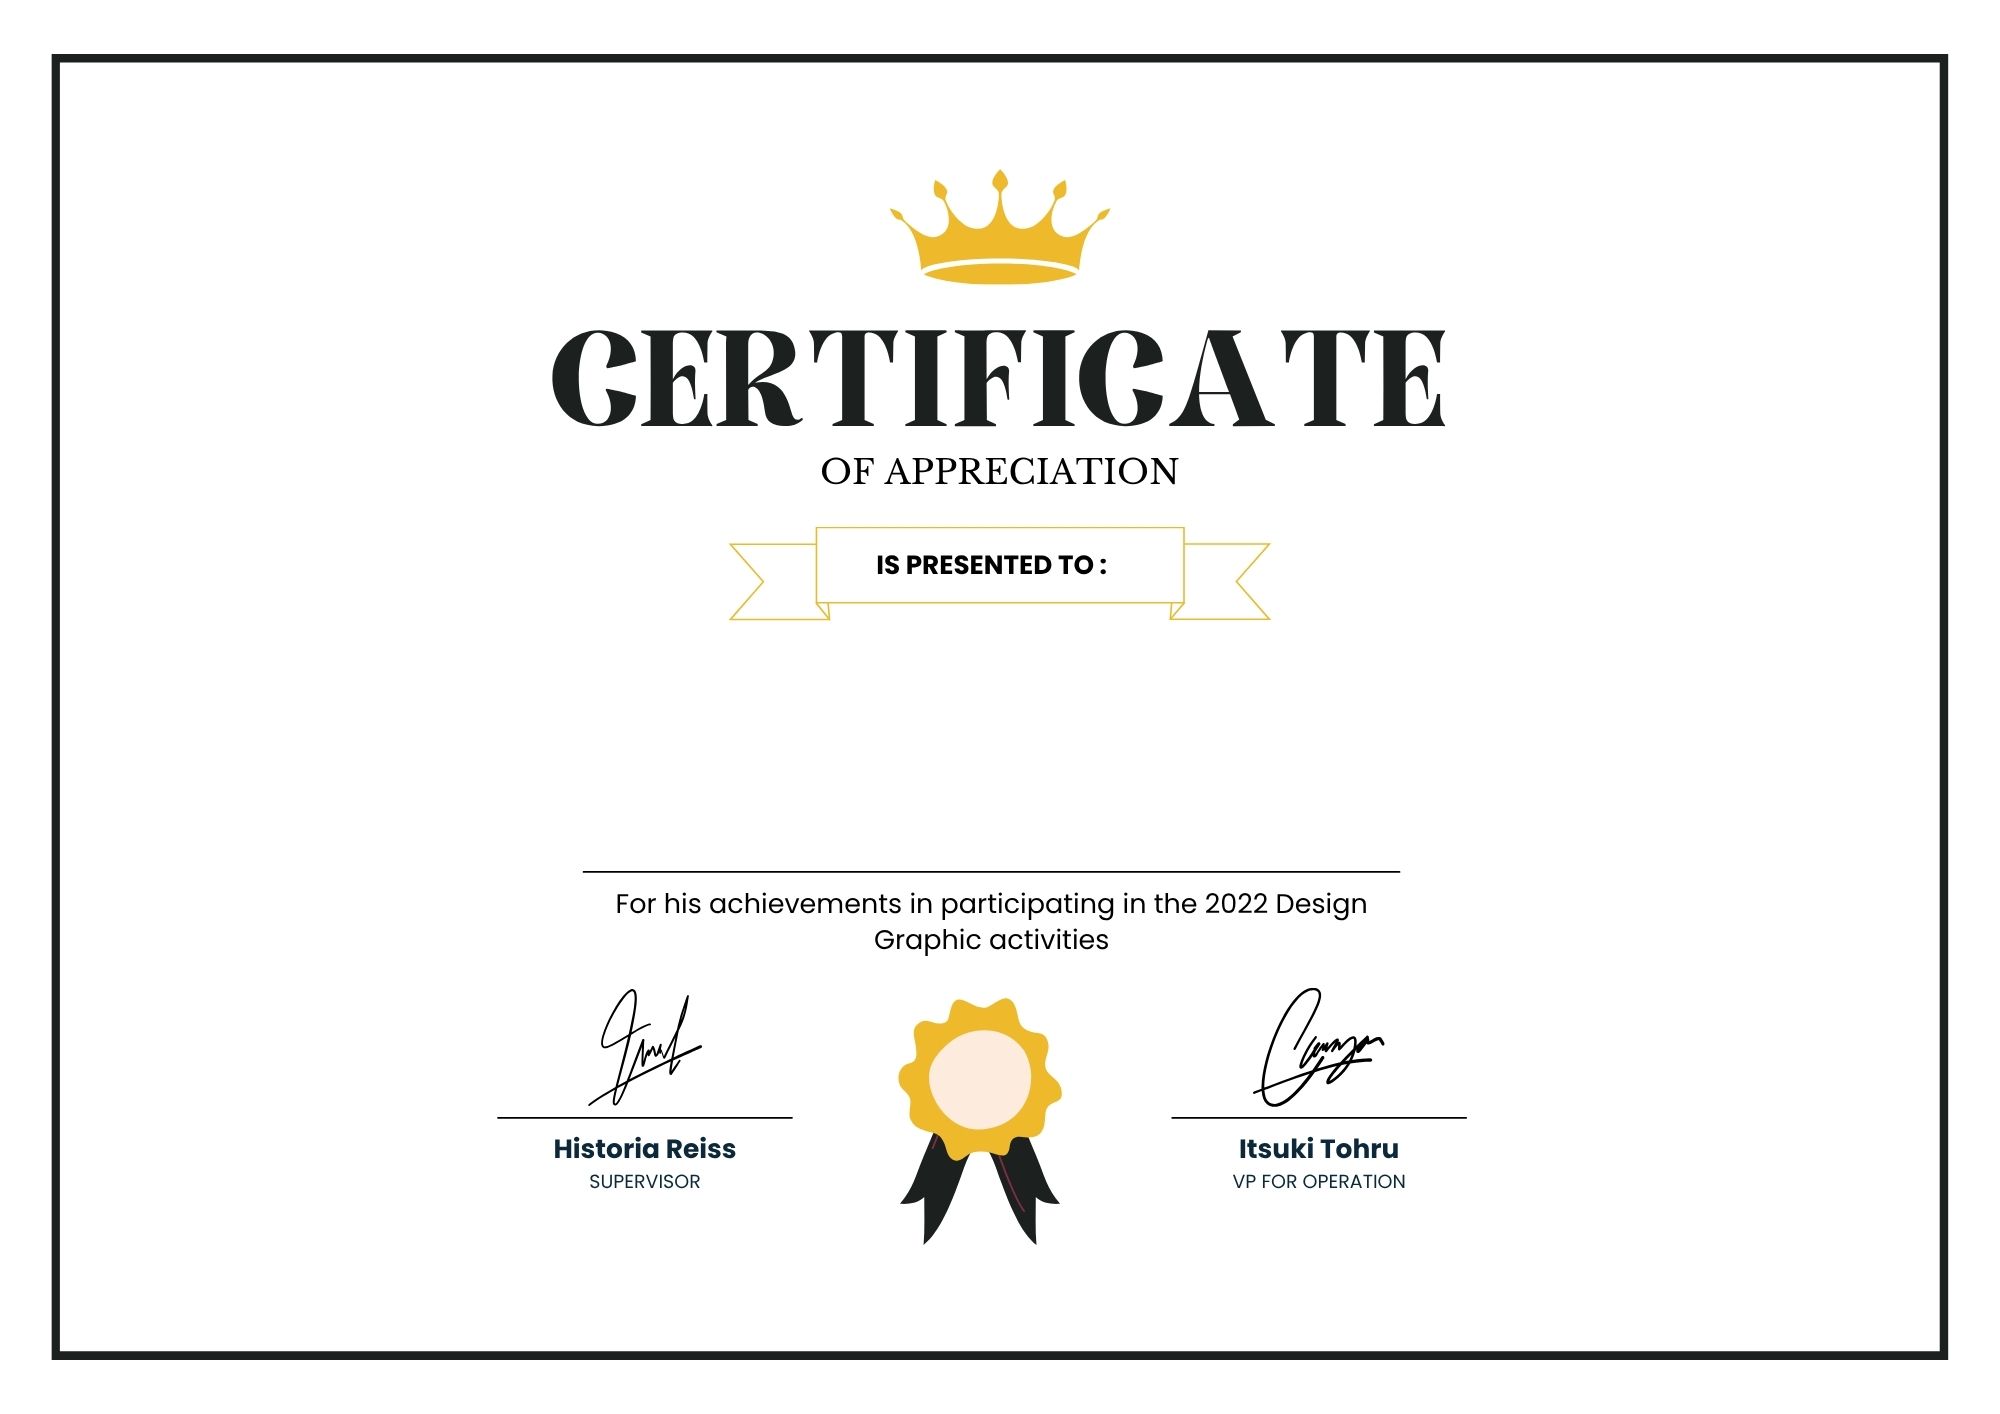 CERTIFICATE
OF APPRECIATION
IS PRESENTED TO :
For his achievements in participating in the 2022 Design
Graphic activities
Historia Reiss
SUPERVISOR
Itsuki Tohru
VP FOR OPERATION